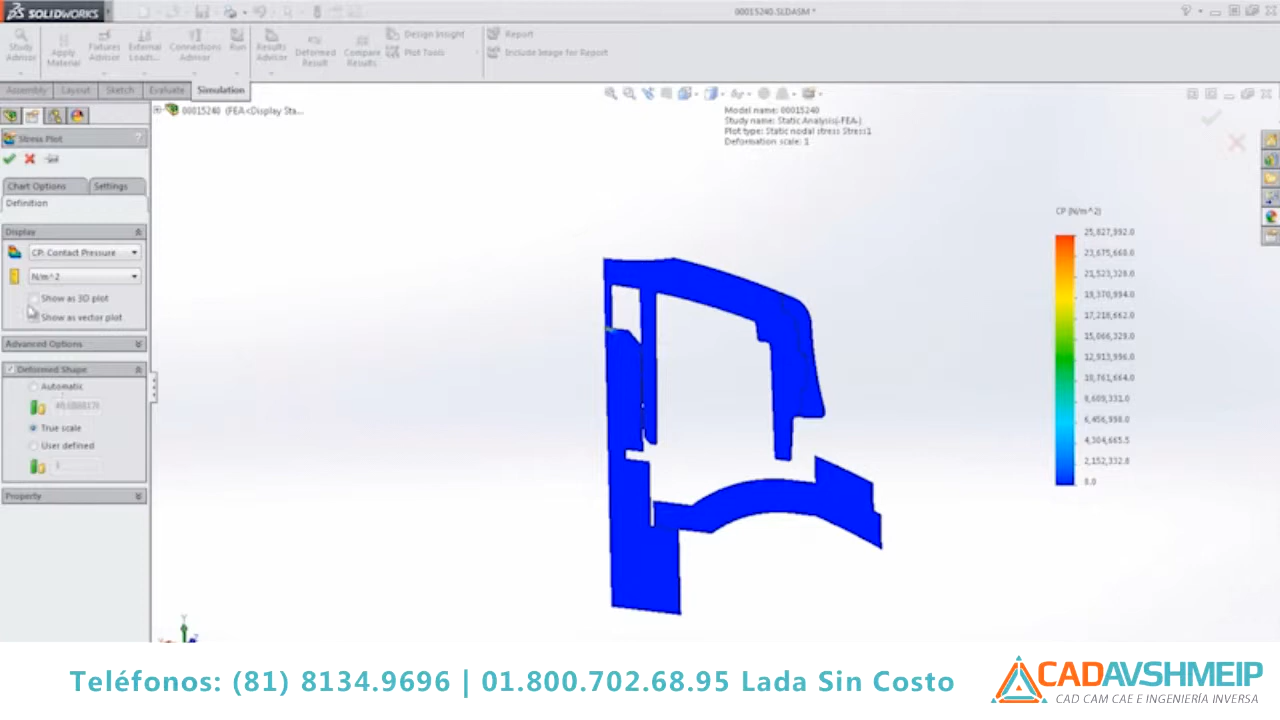 SOLIDWORKS
00015240.SLDASM *
Study Advisor
Apply Material
Fixtures Advisor
External Loads...
Connections Advisor
Run
Results Advisor
Deformed Result
Compare Results
Design Insight
Plot Tools
Report
Include Image for Report
Assembly
Layout
Sketch
Evaluate
Simulation
00015240 (FEA<Display Sta...
Model name: 00015240
Study name: Static Analysis(-FEA-)
Plot type: Static nodal stress Stress1
Deformation scale: 1
Stress Plot
Chart Options
Settings
Definition
Display
CP: Contact Pressure
N/m^2
Show as 3D plot
Show as vector plot
Advanced Options
Deformed Shape
Automatic
True scale
User defined
1
Property
CP (N/m^2)
25,827,992.0
23,675,660.0
21,523,328.0
19,370,994.0
17,218,662.0
15,066,329.0
12,913,996.0
10,761,664.0
8,609,331.0
6,456,998.0
4,304,665.5
2,152,332.8
0.0
Y
Teléfonos: (81) 8134.9696 | 01.800.702.68.95 Lada Sin Costo
CADAVSHMEIP
CAD CAM CAE E INGENIERÍA INVERSA